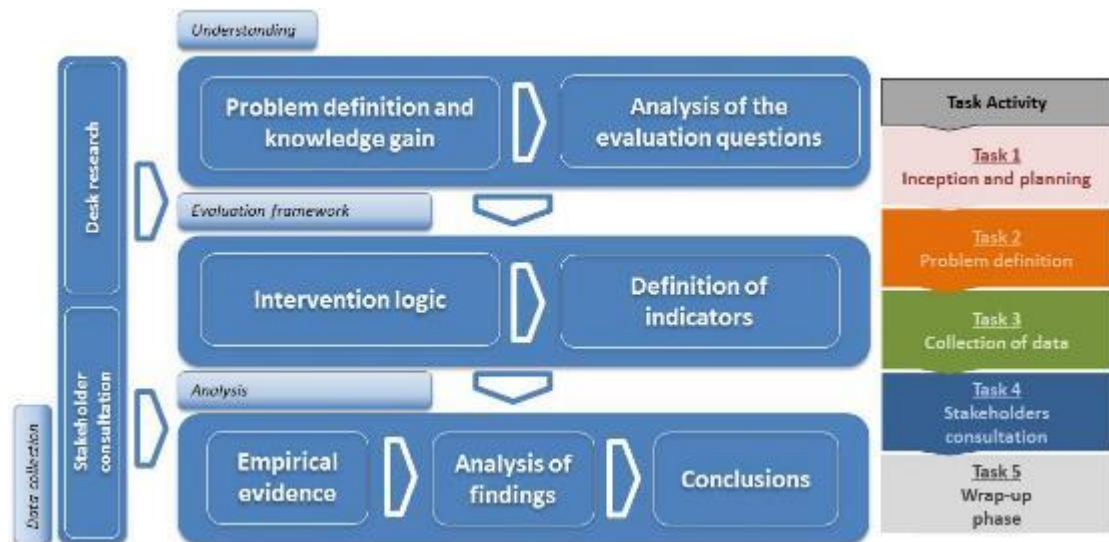 Understanding
Problem definition and
knowledge gain
Analysis of the
evaluation questions
Desk research
Evaluation framework
Intervention logic
Definition of
indicators
Stakeholder
consultation
Data collection
Analysis
Empirical
evidence
Analysis of
findings
Conclusions
Task Activity
Task 1
Inception and planning
Task 2
Problem definition
Task 3
Collection of data
Task 4
Stakeholders
consultation
Task 5
Wrap-up
phase